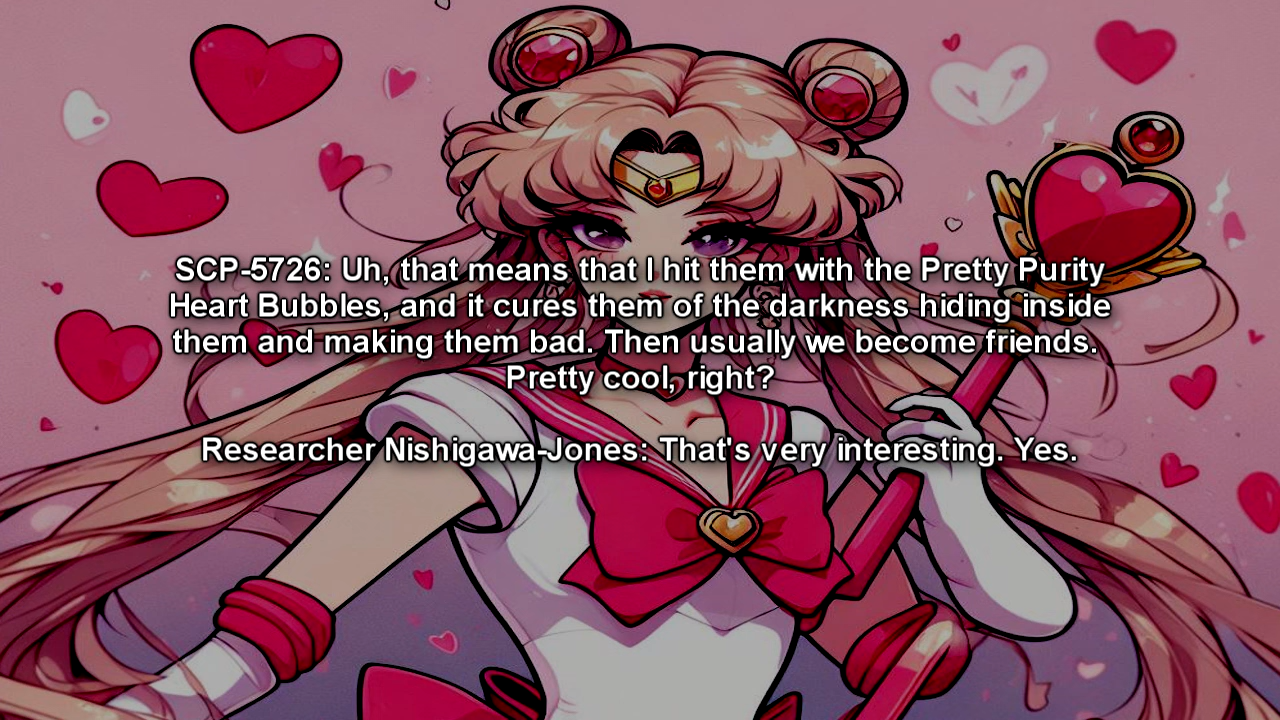 SCP-5726: Uh, that means that I hit them with the Pretty Purity
Heart Bubbles, and it cures them of the darkness hiding inside
them and making them bad. Then usually we become friends.
Pretty cool, right?
Researcher Nishigawa-Jones: That's very interesting. Yes.